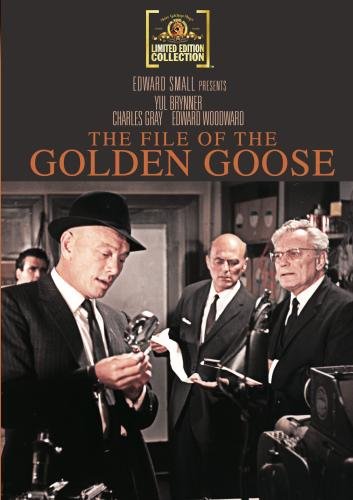 LIMITED EDITION
COLLECTION
EDWARD SMALL PRESENTS
YUL BRYNNER
CHARLES GRAY EDWARD WOODWARD
THE FILE OF THE
GOLDEN GOOSE